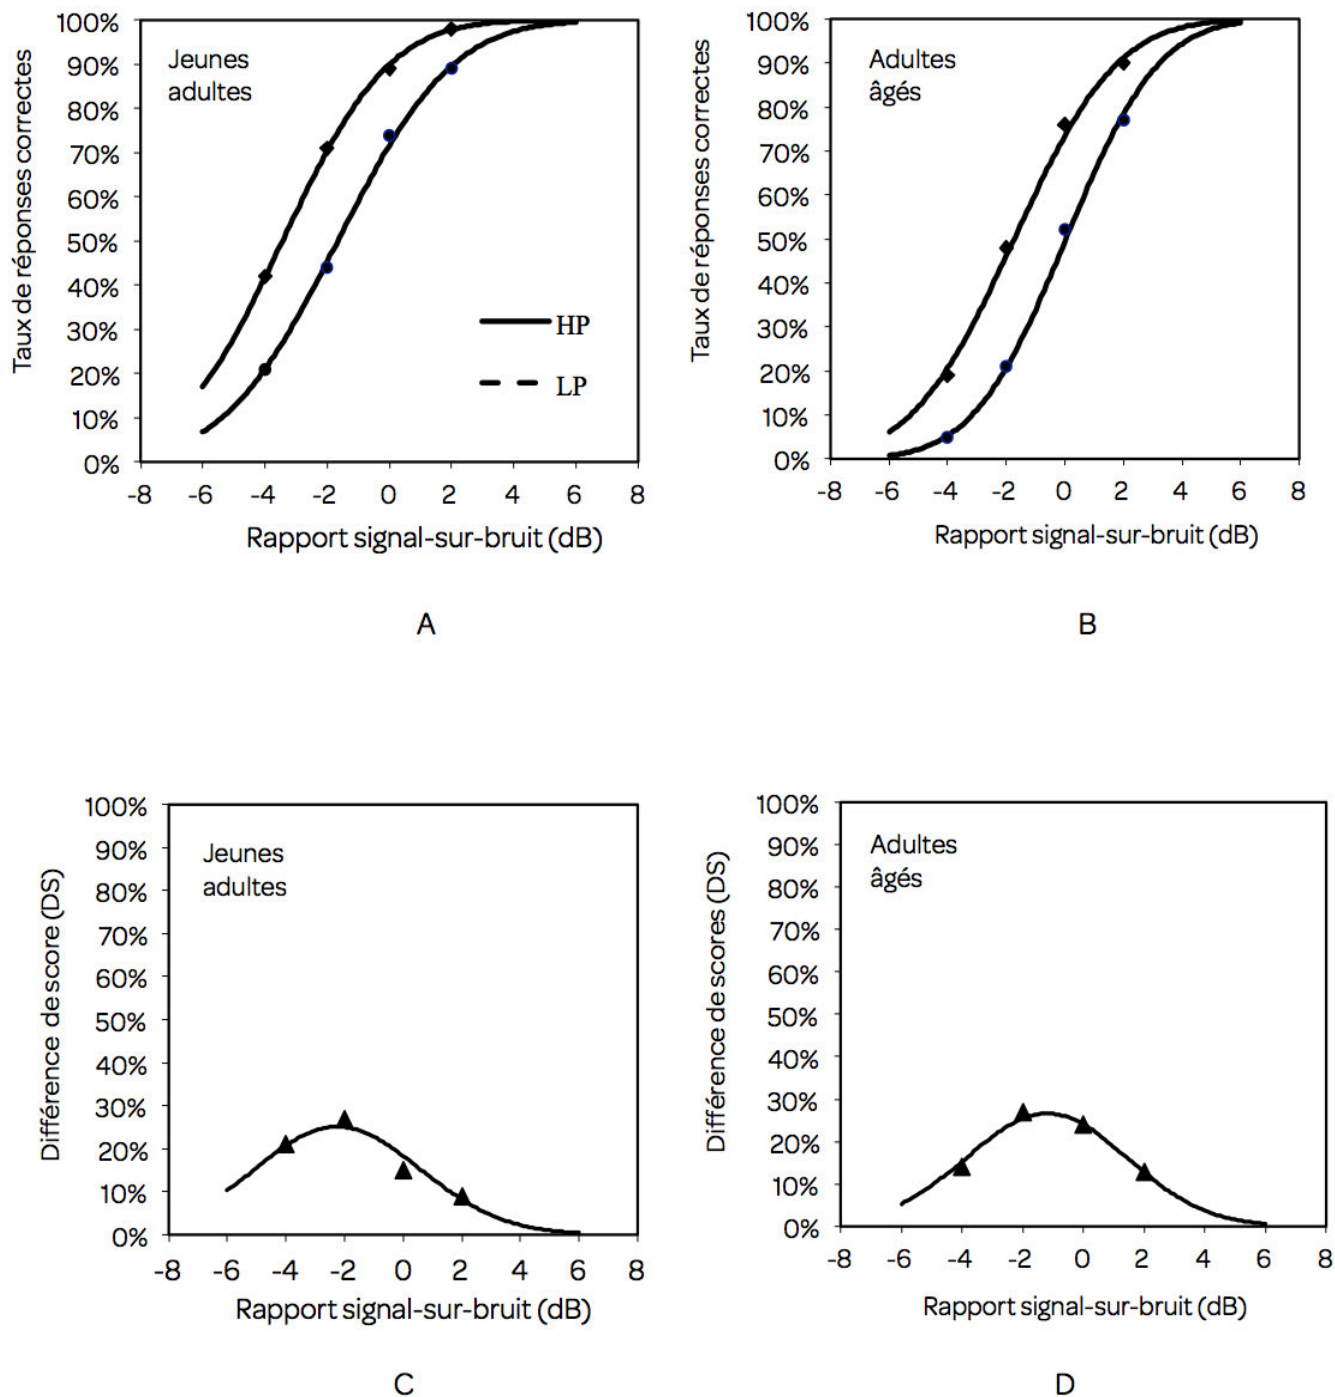 Jeunes
adultes
Taux de réponses correctes
100%
90%
80%
70%
60%
50%
40%
30%
20%
10%
0%
HP
LP
-8 -6 -4 -2 0 2 4 6 8
Rapport signal-sur-bruit (dB)
A
Adultes
âgés
Taux de réponses correctes
100%
90%
80%
70%
60%
50%
40%
30%
20%
10%
0%
-8 -6 -4 -2 0 2 4 6 8
Rapport signal-sur-bruit (dB)
B
Jeunes
adultes
Différence de score (DS)
100%
90%
80%
70%
60%
50%
40%
30%
20%
10%
0%
-8 -6 -4 -2 0 2 4 6 8
Rapport signal-sur-bruit (dB)
C
Adultes
âgés
Différence de scores (DS)
100%
90%
80%
70%
60%
50%
40%
30%
20%
10%
0%
-8 -6 -4 -2 0 2 4 6 8
Rapport signal-sur-bruit (dB)
D